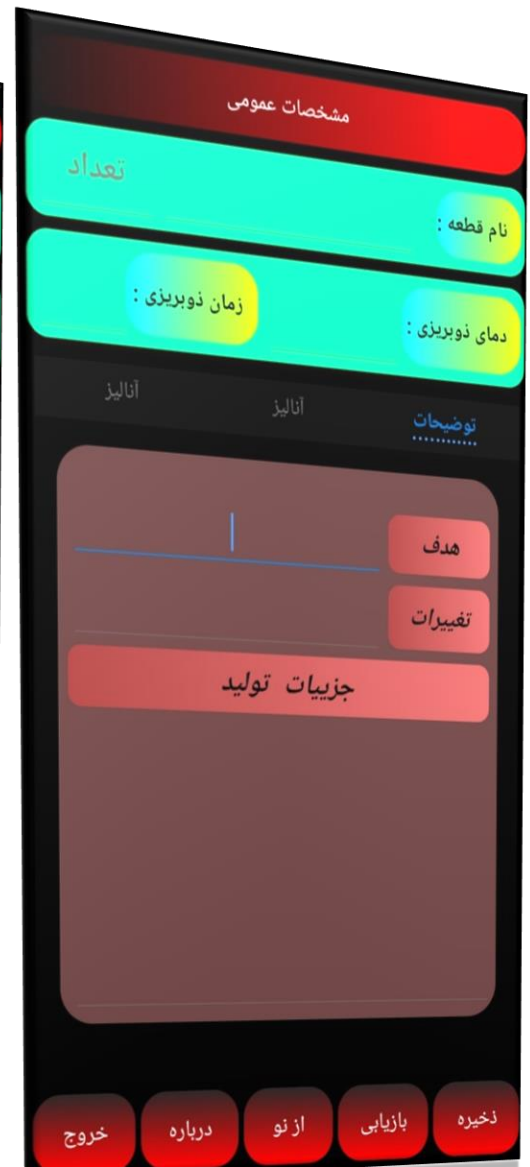 مشخصات عمومی
نام قطعه : تعداد
دمای ذوبریزی : زمان ذوبریزی :
توضیحات آنالیز آنالیز
هدف
تغییرات
جزییات تولید
ذخیره بازیابی از نو درباره خروج